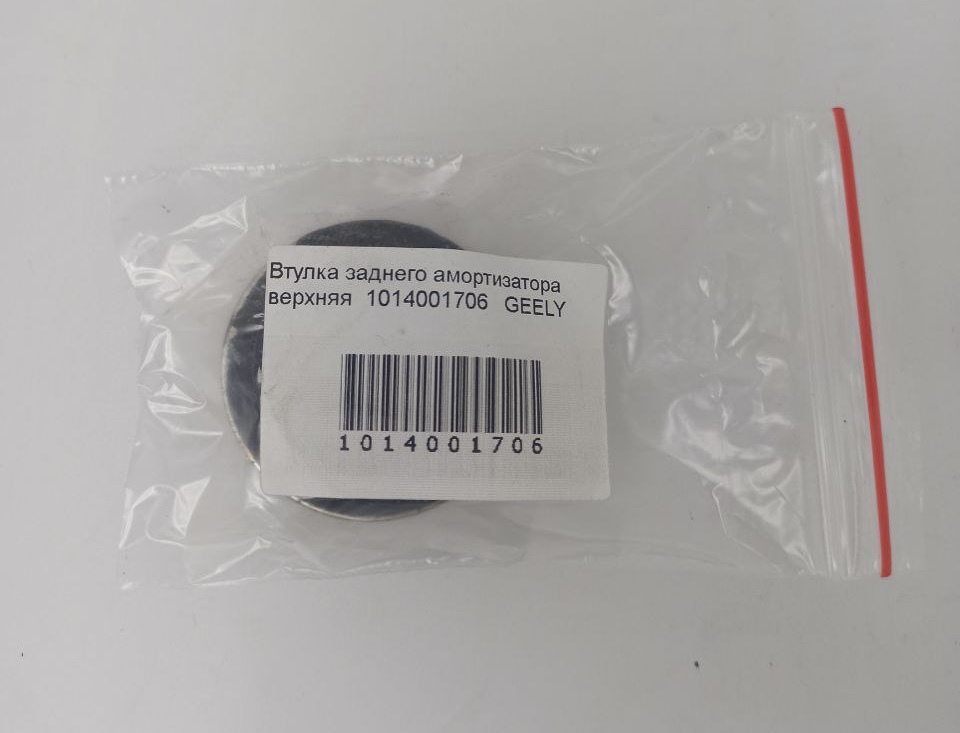 Втулка заднего амортизатора
верхняя 1014001706 GEELY
1014001706